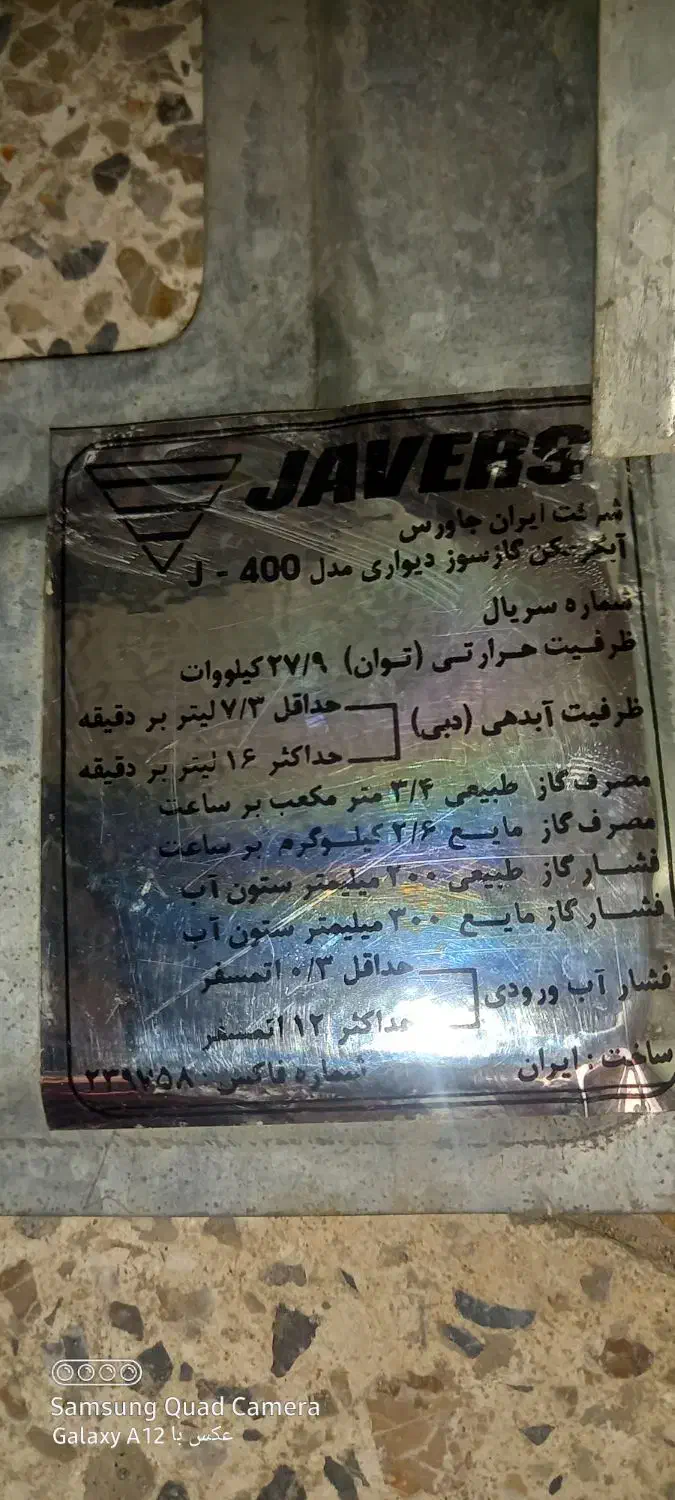 JAVERS
شرکت ایران جاورس
آبگرمکن گازسوز دیواری مدل 400 - J
شماره سریال
ظرفیت حرارتی (توان) ۲۷/۹ کیلووات
ظرفیت آبدهی (دبی)
حداقل ۷/۳ لیتر بر دقیقه
حداکثر ۱۶ لیتر بر دقیقه
مصرف گاز طبیعی ۳/۴ متر مکعب بر ساعت
مصرف گاز مایع ۲/۶ کیلوگرم بر ساعت
فشار گاز طبیعی ۲۰۰ میلیمتر ستون آب
فشار گاز مایع ۳۰۰ میلیمتر ستون آب
فشار آب ورودی
حداقل ۰/۳ اتمسفر
حداکثر ۱۲ اتمسفر
ساخت : ایران شماره فاکس
Samsung Quad Camera
عکس با Galaxy A12